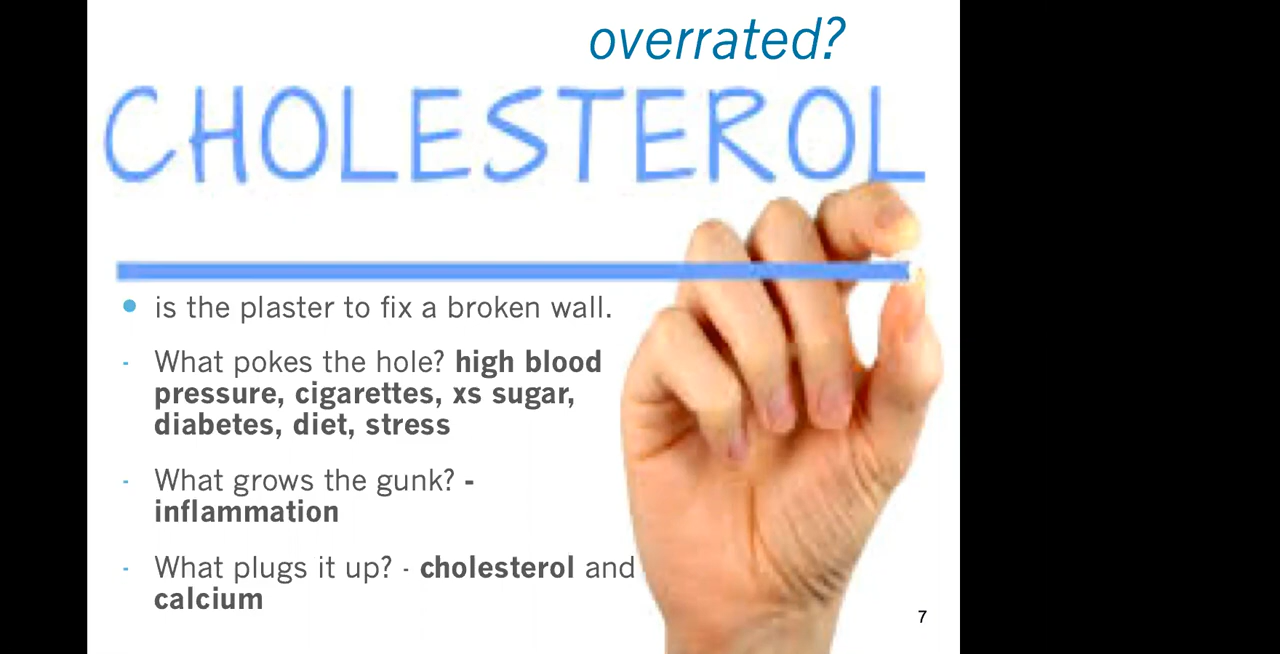 overrated?
CHOLESTEROL
• is the plaster to fix a broken wall.
- What pokes the hole? high blood
pressure, cigarettes, xs sugar,
diabetes, diet, stress
- What grows the gunk? -
inflammation
- What plugs it up? - cholesterol and
calcium
7